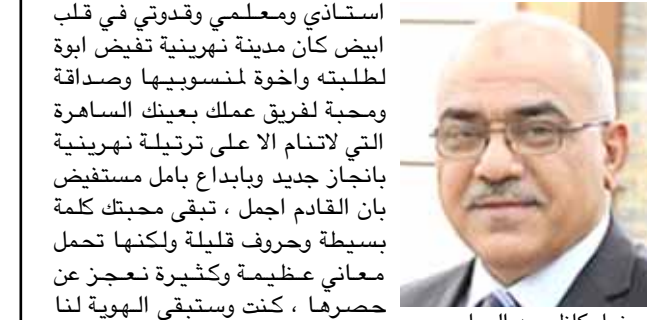 استاذي ومعلمي وقدوتي في قلب
ابيض كان مدينة نهرينية تفيض ابوة
لطلبته واخوة لمنسوبيها وصداقة
ومحبة لفريق عملك بعينك الساهرة
التي لاتنام الا على ترتيلة نهرينية
بانجاز جديد وبابداع بامل مستفيض
بان القادم اجمل ، تبقى محبتك كلمة
بسيطة وحروف قليلة ولكنها تحمل
معاني عظيمة وكثيرة نعجز عن
حصرها ، كنت وستبقى الهوية لنا